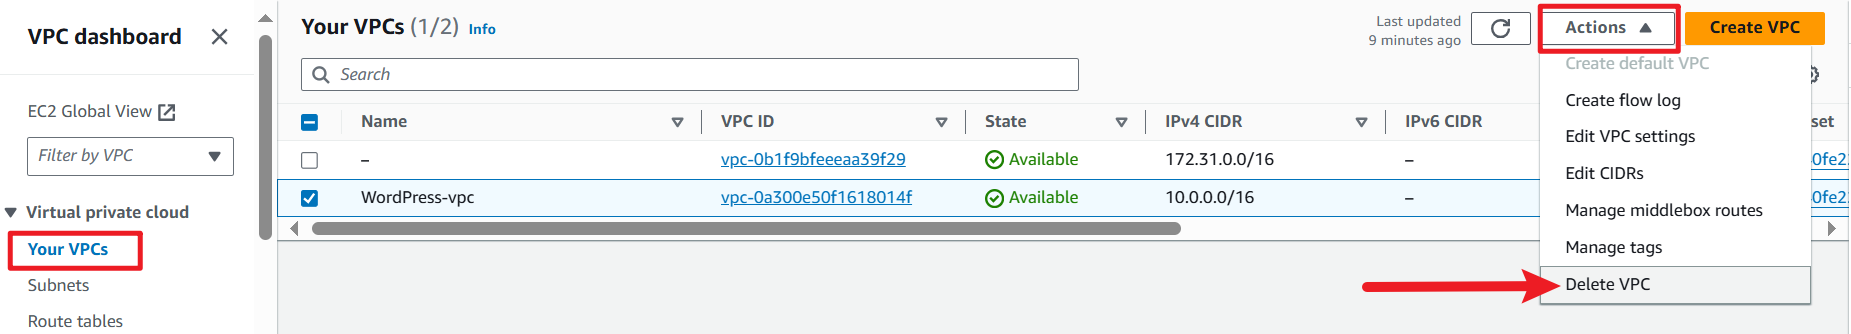 VPC dashboard
EC2 Global View
Filter by VPC
Virtual private cloud
Your VPCs
Subnets
Route tables
Your VPCs (1/2) Info
Last updated
9 minutes ago
Actions
Create VPC
Search
Name VPC ID State IPv4 CIDR IPv6 CIDR set
– vpc-0b1f9bfeeeaa39f29 Available 172.31.0.0/16 –
WordPress-vpc vpc-0a300e50f1618014f Available 10.0.0.0/16 –
Create default VPC
Create flow log
Edit VPC settings
Edit CIDRs
Manage middlebox routes
Manage tags
Delete VPC